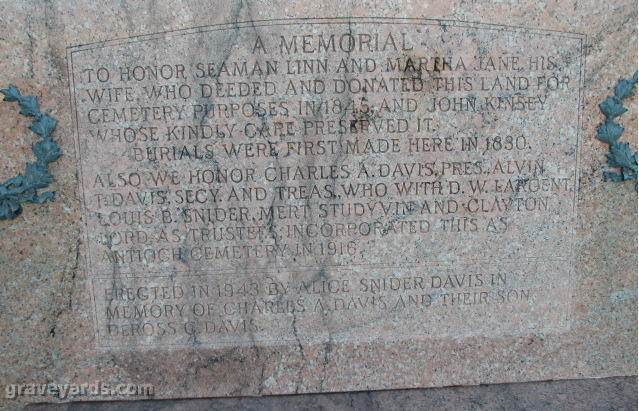 A MEMORIAL
TO HONOR SEAMAN LINN AND MARTHA JANE, HIS
WIFE, WHO DEEDED AND DONATED THIS LAND FOR
CEMETERY PURPOSES IN 1845, AND JOHN KINSEY
WHOSE KINDLY CARE PRESERVED IT.
BURIALS WERE FIRST MADE HERE IN 1830.
ALSO WE HONOR CHARLES A. DAVIS, PRES., ALVIN
T. DAVIS, SECY. AND TREAS., WHO WITH D. W. LARGENT,
LOUIS B. SNIDER, MERT STUDYVIN AND CLAYTON
LORD, AS TRUSTEES, INCORPORATED THIS AS
ANTIOCH CEMETERY IN 1916.
ERECTED IN 1943 BY ALICE SNIDER DAVIS IN
MEMORY OF CHARLES A. DAVIS AND THEIR SON,
DEROSS C. DAVIS.
graveyards.com